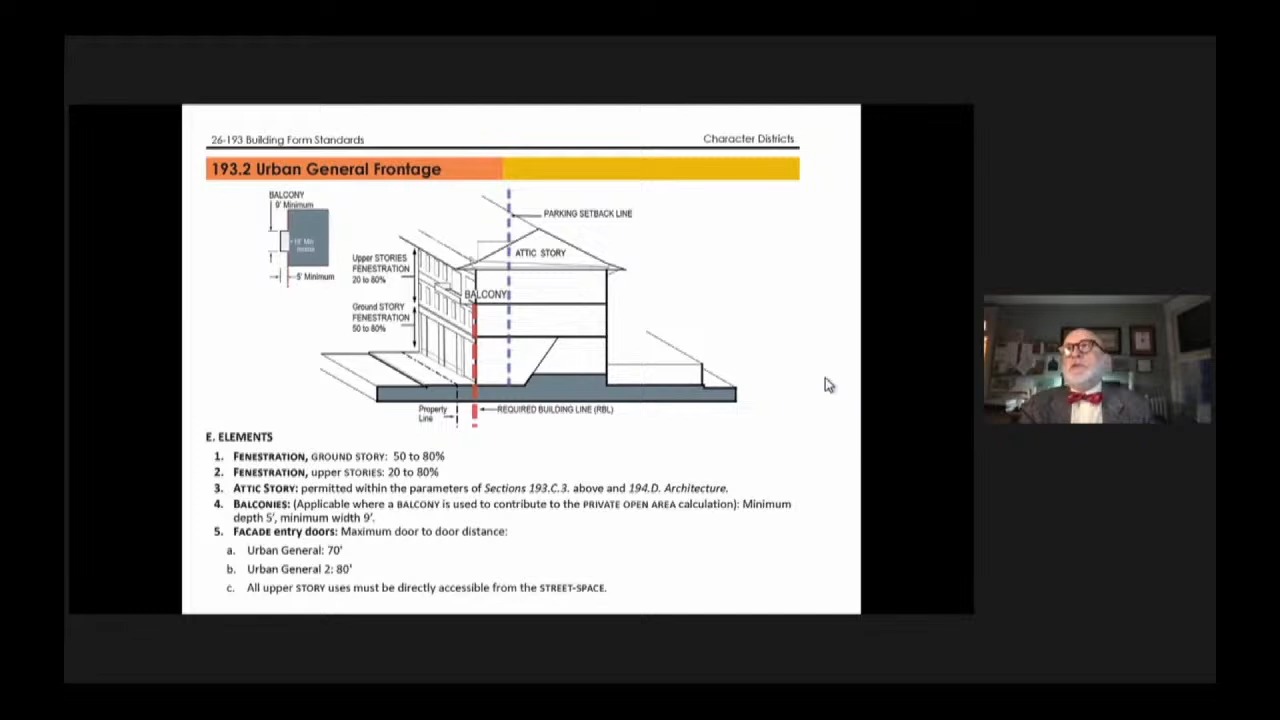 26-193 Building Form Standards
Character Districts
193.2 Urban General Frontage
BALCONY
9' Minimum
5' Minimum
Upper STORIES
FENESTRATION
20 to 80%
Ground STORY
FENESTRATION
50 to 80%
PARKING SETBACK LINE
ATTIC STORY
BALCONY
Property
Line
REQUIRED BUILDING LINE (RBL)
E. ELEMENTS
1. FENESTRATION, GROUND STORY: 50 to 80%
2. FENESTRATION, upper STORIES: 20 to 80%
3. ATTIC STORY: permitted within the parameters of Sections 193.C.3. above and 194.D. Architecture.
4. BALCONIES: (Applicable where a BALCONY is used to contribute to the PRIVATE OPEN AREA calculation): Minimum
depth 5', minimum width 9'.
5. FACADE entry doors: Maximum door to door distance:
a. Urban General: 70'
b. Urban General 2: 80'
c. All upper STORY uses must be directly accessible from the STREET-SPACE.